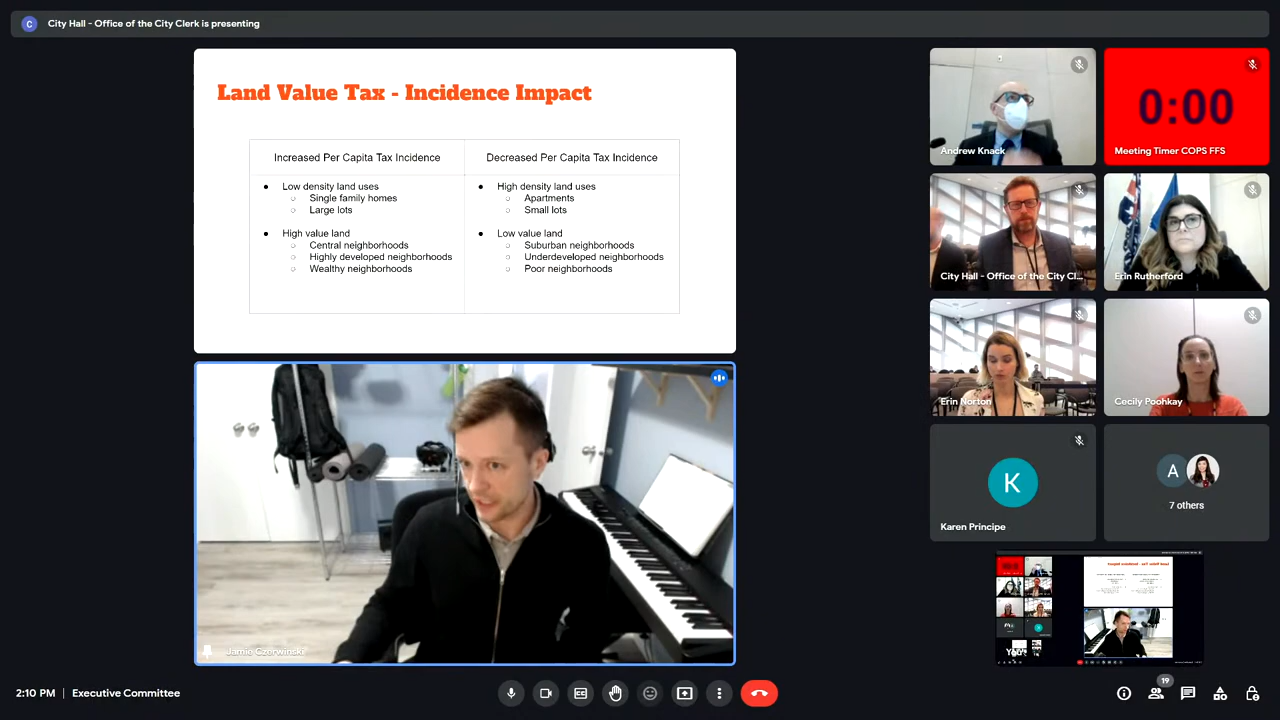 C City Hall - Office of the City Clerk is presenting
Land Value Tax - Incidence Impact
Increased Per Capita Tax Incidence
Decreased Per Capita Tax Incidence
Low density land uses
Single family homes
Large lots
High value land
Central neighborhoods
Highly developed neighborhoods
Wealthy neighborhoods
High density land uses
Apartments
Small lots
Low value land
Suburban neighborhoods
Underdeveloped neighborhoods
Poor neighborhoods
Jamie Czerwinski
Andrew Knack
0:00
Meeting Timer COPS FFS
City Hall - Office of the City Cl...
Erin Rutherford
Erin Norton
Cecily Poohkay
K
Karen Principe
A
7 others
You
2:10 PM | Executive Committee
19